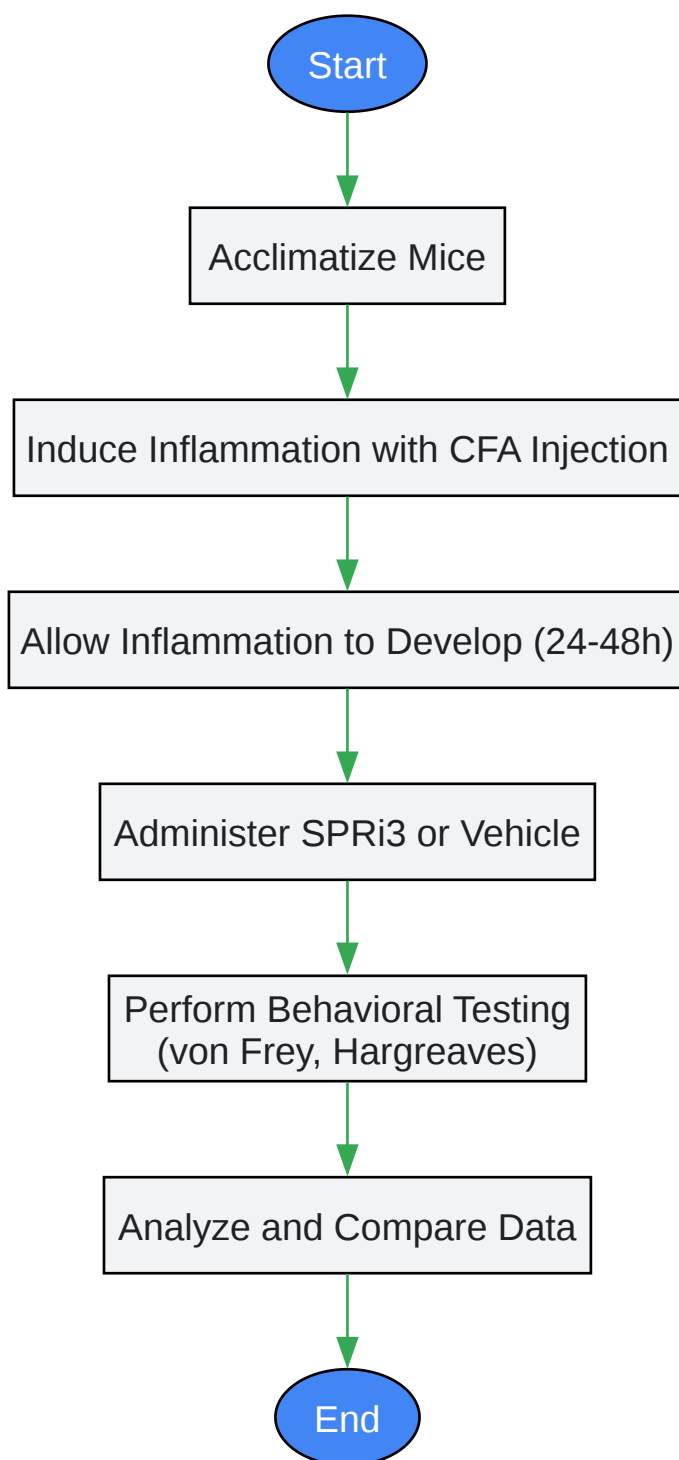 Start
Acclimatize Mice
Induce Inflammation with CFA Injection
Allow Inflammation to Develop (24-48h)
Administer SPRi3 or Vehicle
Perform Behavioral Testing
(von Frey, Hargreaves)
Analyze and Compare Data
End